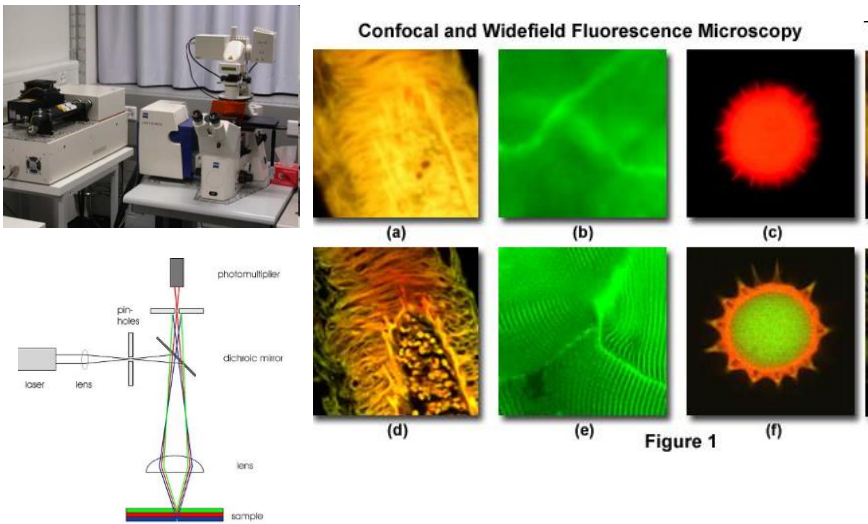 Confocal and Widefield Fluorescence Microscopy
(a)
(b)
(c)
(d)
(e)
(f)
Figure 1
photomultiplier
pin-
holes
dichroic mirror
laser
lens
lens
sample